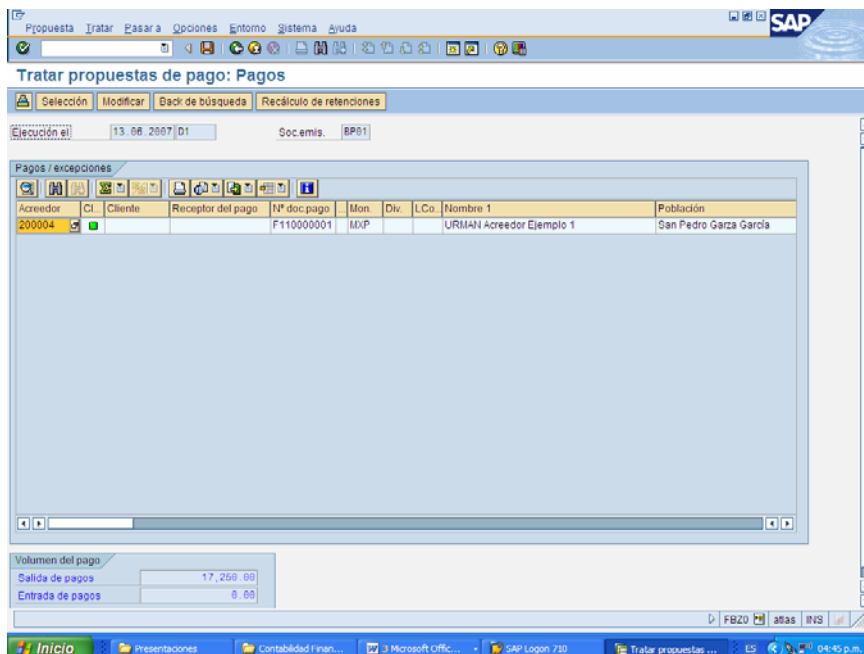 Propuesta Tratar Pasar a Opciones Entorno Sistema Ayuda
SAP
Tratar propuestas de pago: Pagos
Selección Modificar Back de búsqueda Recálculo de retenciones
Ejecución el 13.06.2007 D1 Soc.emis. BP01
Pagos / excepciones
Acreedor Cl... Cliente Receptor del pago Nº doc.pago Mon. Div. LCo.. Nombre 1 Población
200004 F110000001 MXP URMAN Acreedor Ejemplo 1 San Pedro Garza García
Volumen del pago
Salida de pagos 17,250.00
Entrada de pagos 0.00
FBZ0 atlas INS
Inicio Presentaciones Contabilidad Finan... 3 Microsoft Offic... SAP Logon 710 Tratar propuestas ... ES 04:45 p.m.